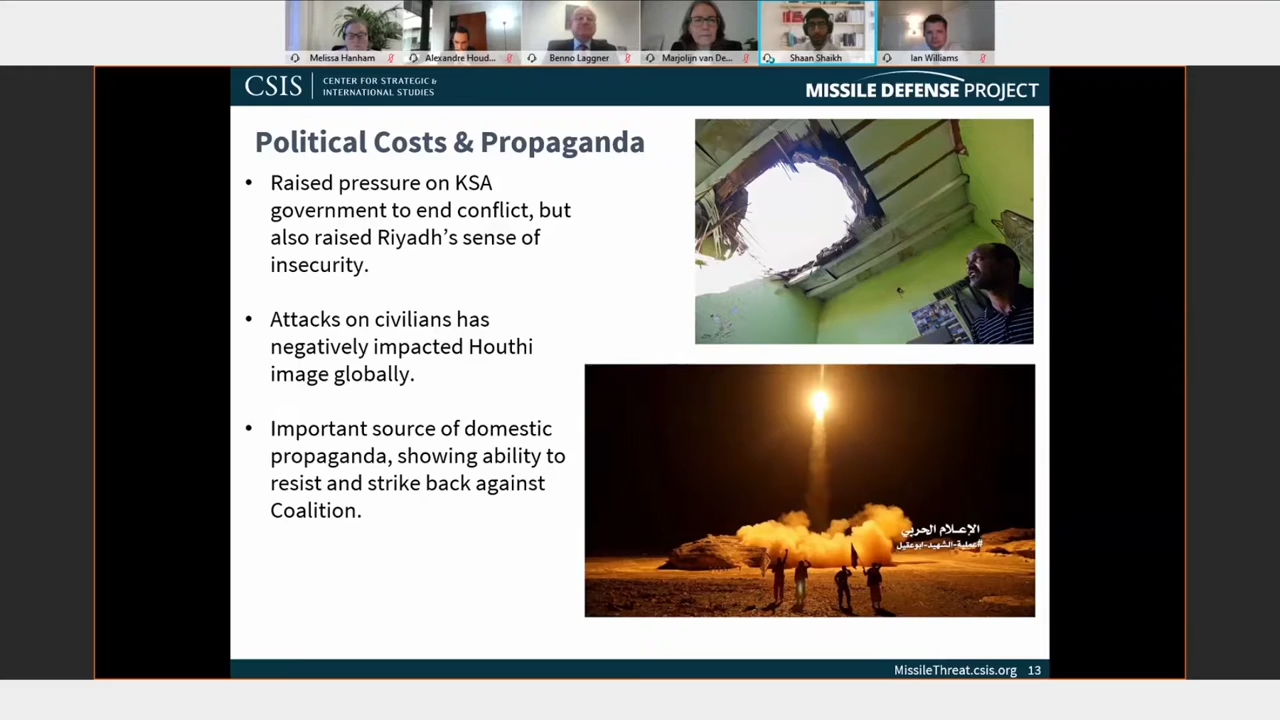 Melissa Hanham
Alexandre Houd...
Benno Laggner
Marjolijn van De...
Shaan Shaikh
Ian Williams
CSIS
CENTER FOR STRATEGIC &
INTERNATIONAL STUDIES
MISSILE DEFENSE PROJECT
Political Costs & Propaganda
• Raised pressure on KSA
government to end conflict, but
also raised Riyadh's sense of
insecurity.
• Attacks on civilians has
negatively impacted Houthi
image globally.
• Important source of domestic
propaganda, showing ability to
resist and strike back against
Coalition.
الإعلام الحربي
#عملية-الشهيد-ابوعقيل
MissileThreat.csis.org 13